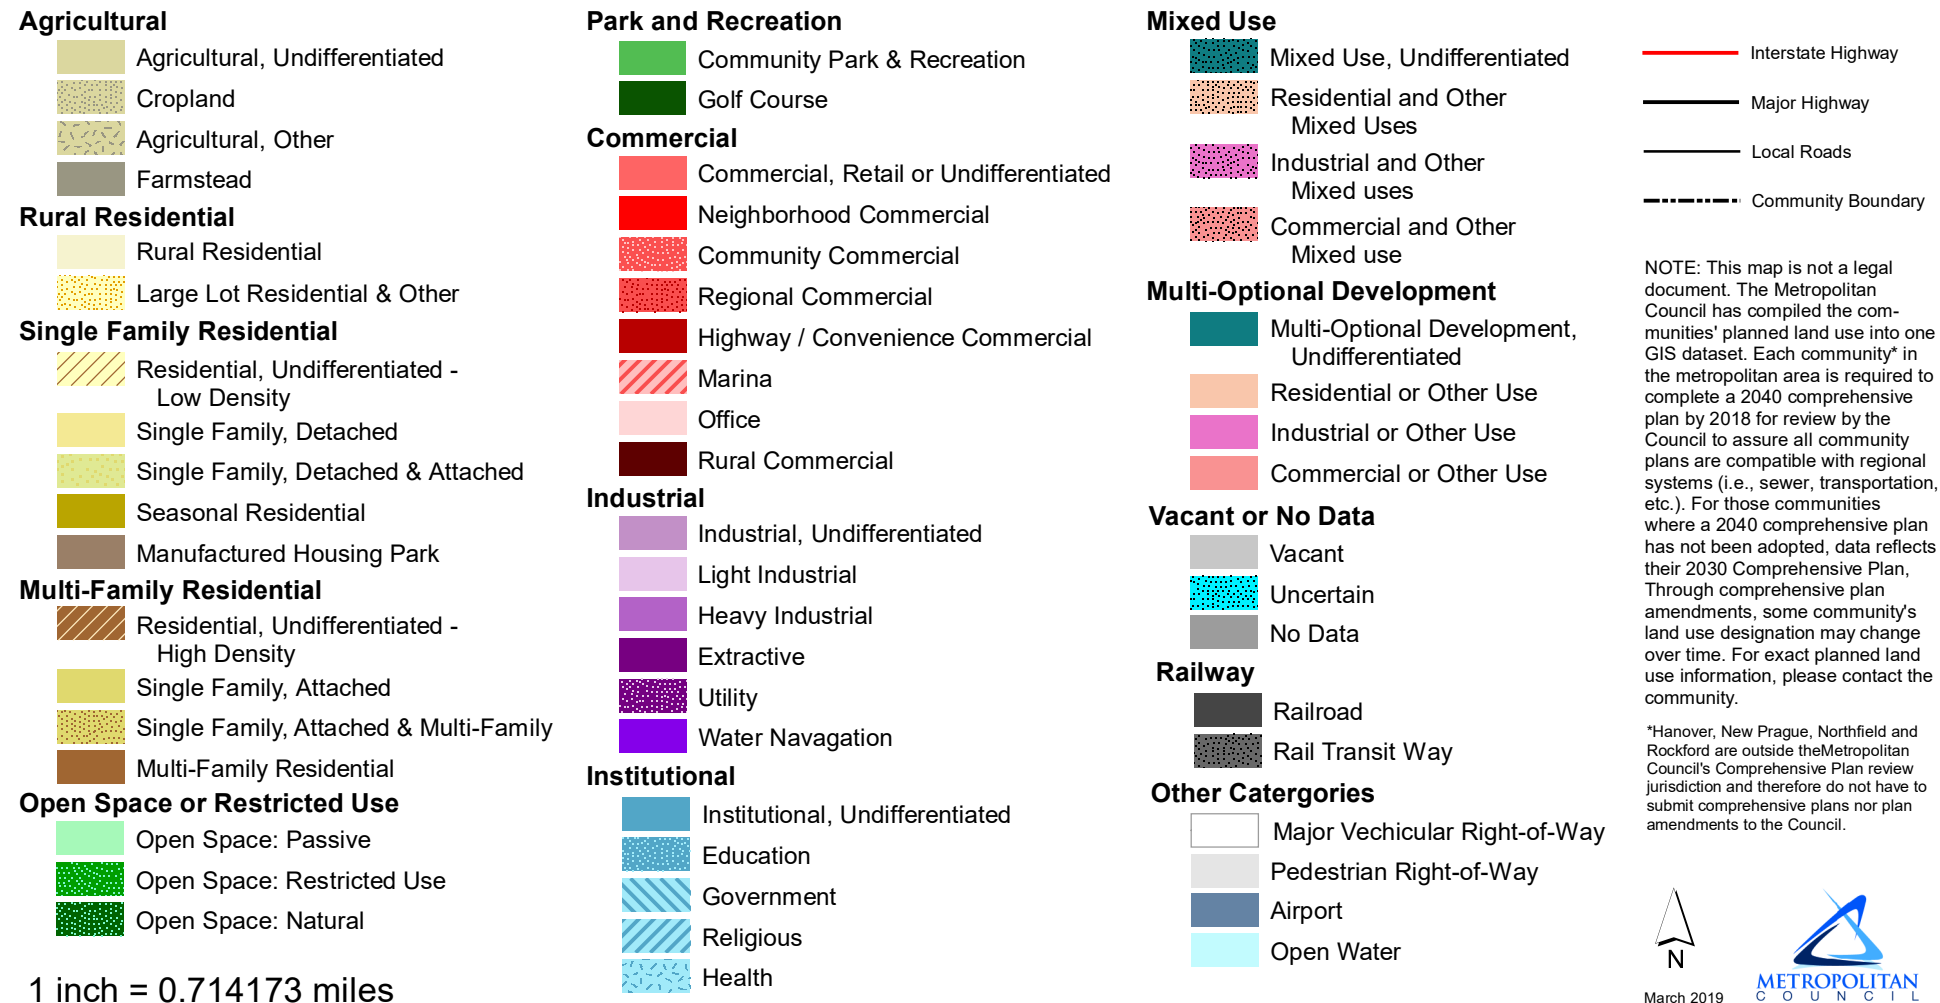 Agricultural
Agricultural, Undifferentiated
Cropland
Agricultural, Other
Farmstead
Rural Residential
Rural Residential
Large Lot Residential & Other
Single Family Residential
Residential, Undifferentiated -
Low Density
Single Family, Detached
Single Family, Detached & Attached
Seasonal Residential
Manufactured Housing Park
Multi-Family Residential
Residential, Undifferentiated -
High Density
Single Family, Attached
Single Family, Attached & Multi-Family
Multi-Family Residential
Open Space or Restricted Use
Open Space: Passive
Open Space: Restricted Use
Open Space: Natural
1 inch = 0.714173 miles
Park and Recreation
Community Park & Recreation
Golf Course
Commercial
Commercial, Retail or Undifferentiated
Neighborhood Commercial
Community Commercial
Regional Commercial
Highway / Convenience Commercial
Marina
Office
Rural Commercial
Industrial
Industrial, Undifferentiated
Light Industrial
Heavy Industrial
Extractive
Utility
Water Navagation
Institutional
Institutional, Undifferentiated
Education
Government
Religious
Health
Mixed Use
Mixed Use, Undifferentiated
Residential and Other
Mixed Uses
Industrial and Other
Mixed uses
Commercial and Other
Mixed use
Multi-Optional Development
Multi-Optional Development,
Undifferentiated
Residential or Other Use
Industrial or Other Use
Commercial or Other Use
Vacant or No Data
Vacant
Uncertain
No Data
Railway
Railroad
Rail Transit Way
Other Catergories
Major Vechicular Right-of-Way
Pedestrian Right-of-Way
Airport
Open Water
Interstate Highway
Major Highway
Local Roads
Community Boundary
NOTE: This map is not a legal
document. The Metropolitan
Council has compiled the com-
munities' planned land use into one
GIS dataset. Each community* in
the metropolitan area is required to
complete a 2040 comprehensive
plan by 2018 for review by the
Council to assure all community
plans are compatible with regional
systems (i.e., sewer, transportation,
etc.). For those communities
where a 2040 comprehensive plan
has not been adopted, data reflects
their 2030 Comprehensive Plan,
Through comprehensive plan
amendments, some community's
land use designation may change
over time. For exact planned land
use information, please contact the
community.
*Hanover, New Prague, Northfield and
Rockford are outside theMetropolitan
Council's Comprehensive Plan review
jurisdiction and therefore do not have to
submit comprehensive plans nor plan
amendments to the Council.
N
March 2019
METROPOLITAN
COUNCIL